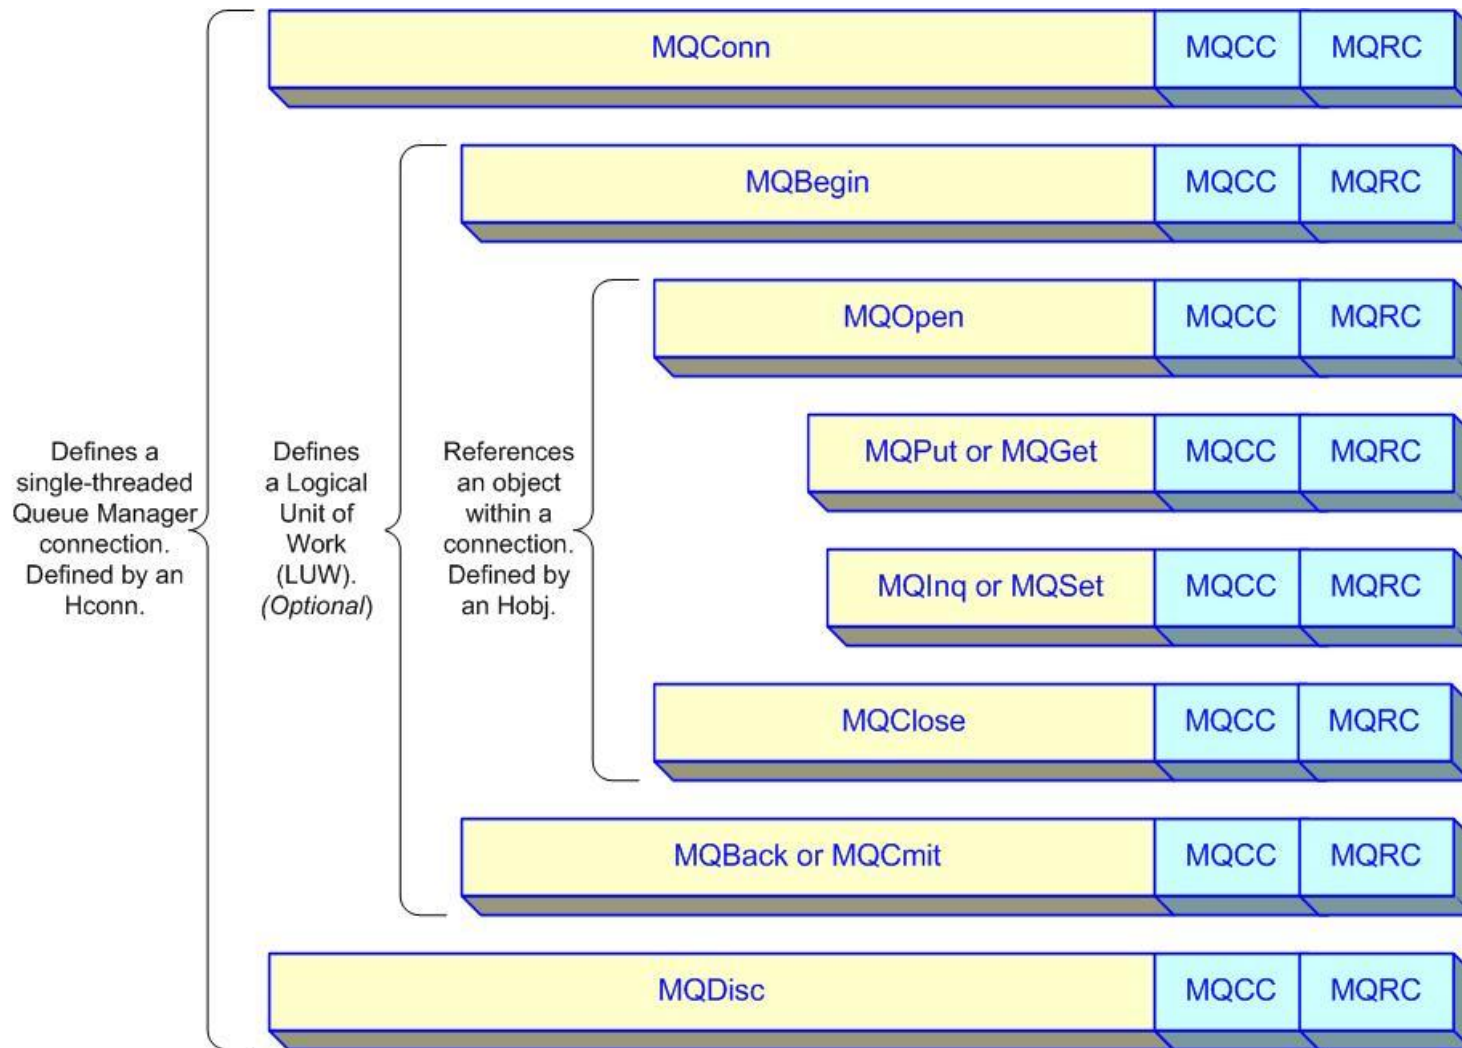 MQConn MQCC MQRC
MQBegin MQCC MQRC
MQOpen MQCC MQRC
MQPut or MQGet MQCC MQRC
MQInq or MQSet MQCC MQRC
MQClose MQCC MQRC
MQBack or MQCmit MQCC MQRC
MQDisc MQCC MQRC
Defines a
single-threaded
Queue Manager
connection.
Defined by an
Hconn.
Defines
a Logical
Unit of
Work
(LUW).
(Optional)
References
an object
within a
connection.
Defined by
an Hobj.